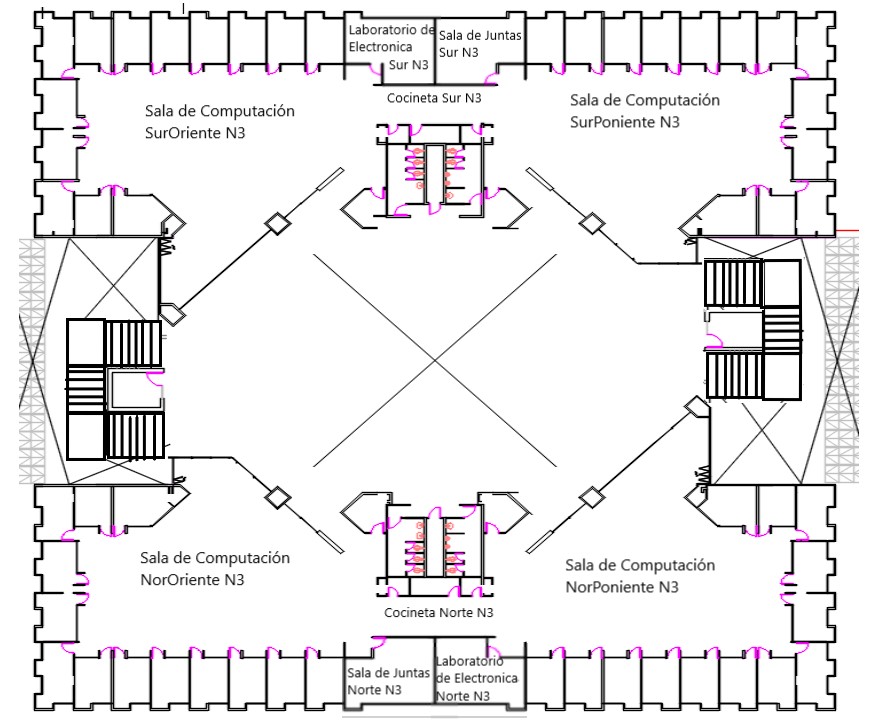 Laboratorio de
Electronica
Sur N3
Sala de Juntas
Sur N3
Cocineta Sur N3
Sala de Computación
SurOriente N3
Sala de Computación
SurPoniente N3
Sala de Computación
NorOriente N3
Sala de Computación
NorPoniente N3
Cocineta Norte N3
Sala de Juntas
Norte N3
Laboratorio
de Electronica
Norte N3